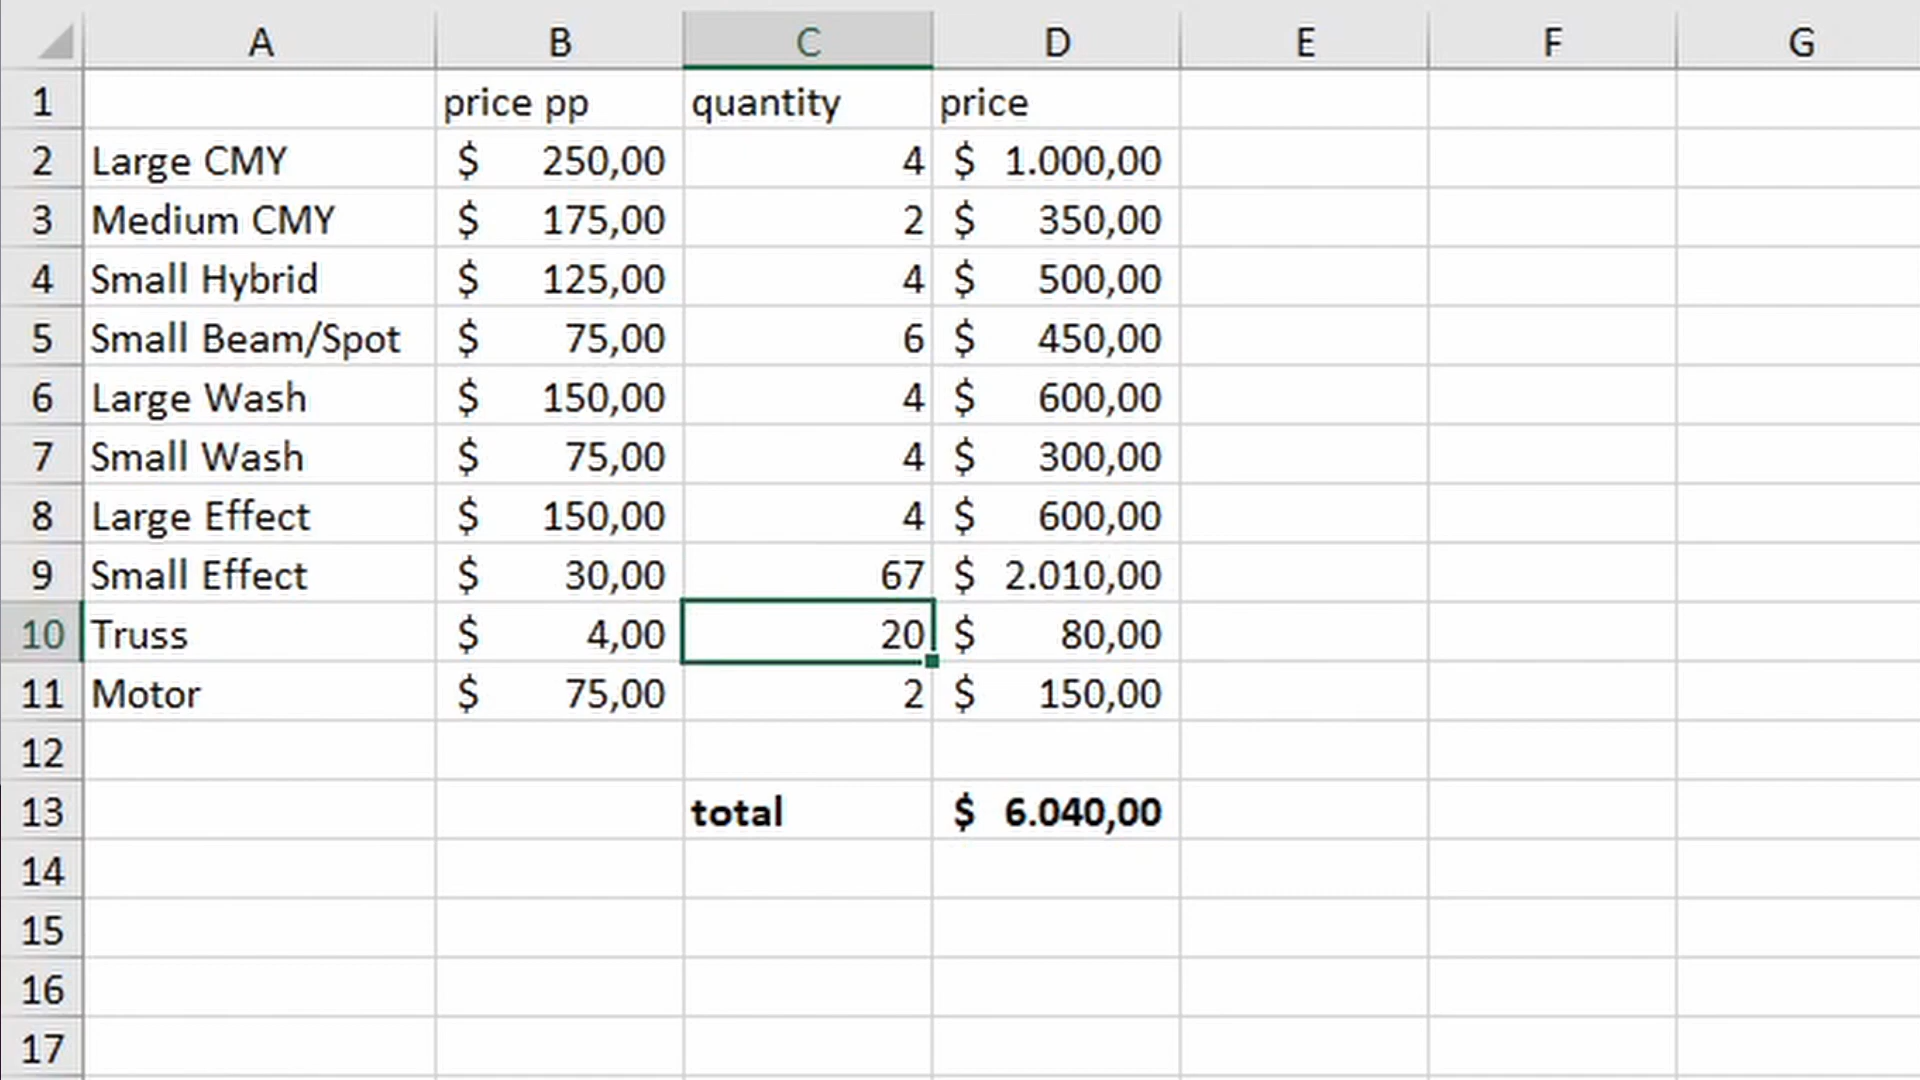 A B C D E F G
1 price pp quantity price
2 Large CMY $ 250,00 4 $ 1.000,00
3 Medium CMY $ 175,00 2 $ 350,00
4 Small Hybrid $ 125,00 4 $ 500,00
5 Small Beam/Spot $ 75,00 6 $ 450,00
6 Large Wash $ 150,00 4 $ 600,00
7 Small Wash $ 75,00 4 $ 300,00
8 Large Effect $ 150,00 4 $ 600,00
9 Small Effect $ 30,00 67 $ 2.010,00
10 Truss $ 4,00 20 $ 80,00
11 Motor $ 75,00 2 $ 150,00
12
13 total $ 6.040,00
14
15
16
17